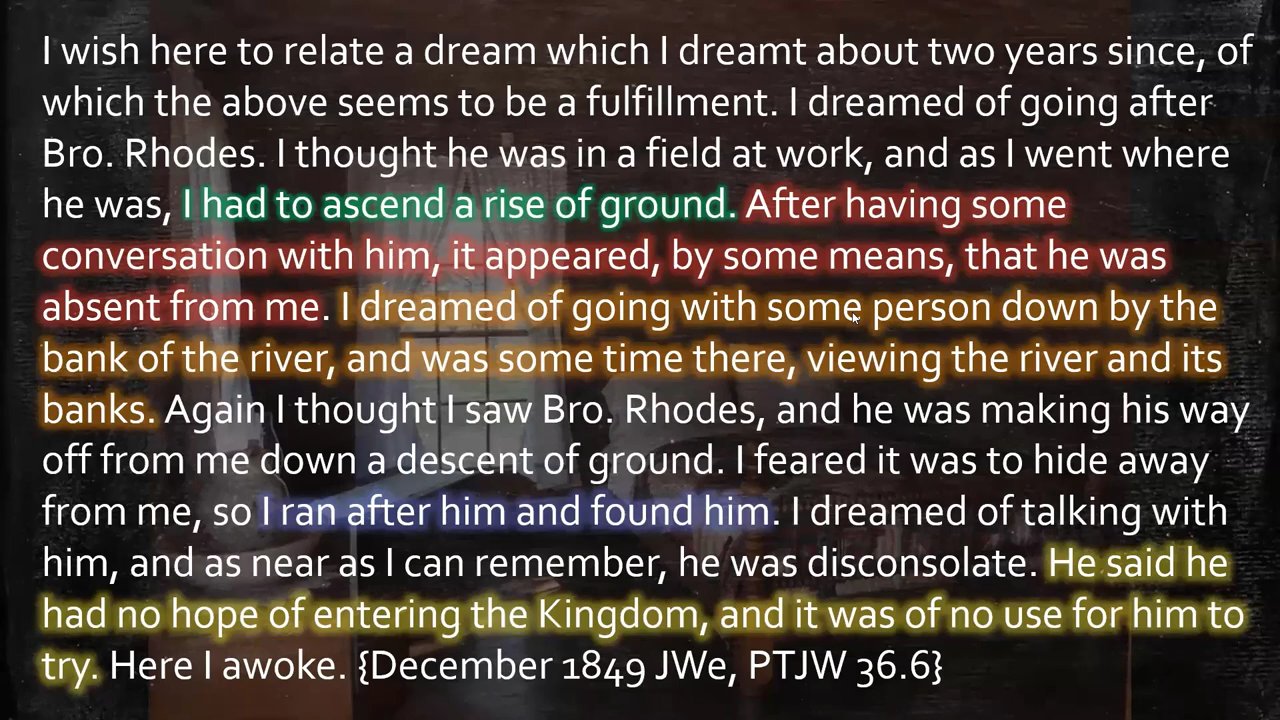 I wish here to relate a dream which I dreamt about two years since, of
which the above seems to be a fulfillment. I dreamed of going after
Bro. Rhodes. I thought he was in a field at work, and as I went where
he was, I had to ascend a rise of ground. After having some
conversation with him, it appeared, by some means, that he was
absent from me. I dreamed of going with some person down by the
bank of the river, and was some time there, viewing the river and its
banks. Again I thought I saw Bro. Rhodes, and he was making his way
off from me down a descent of ground. I feared it was to hide away
from me, so I ran after him and found him. I dreamed of talking with
him, and as near as I can remember, he was disconsolate. He said he
had no hope of entering the Kingdom, and it was of no use for him to
try. Here I awoke. {December 1849 JWe, PTJW 36.6}